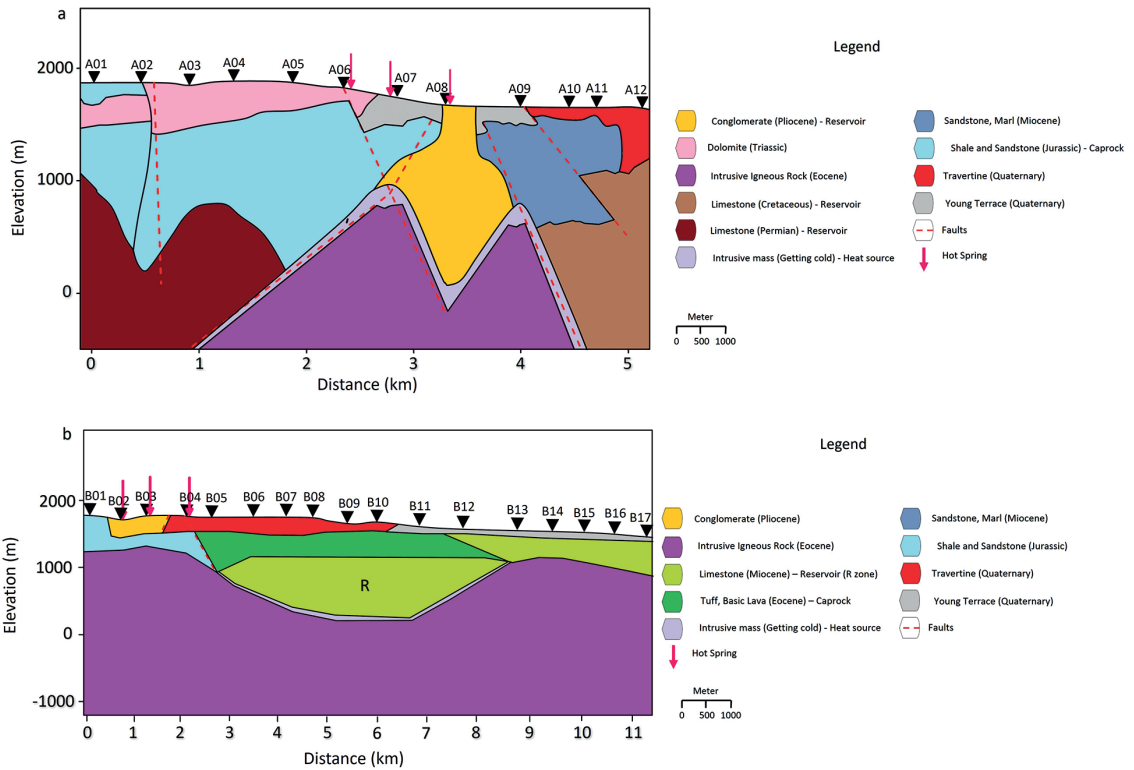 a
Legend
A01 A02 A03 A04 A05 A06 A07 A08 A09 A10 A11 A12
2000
1000
0
Elevation (m)
0 1 2 3 4 5
Distance (km)
Conglomerate (Pliocene) - Reservoir
Dolomite (Triassic)
Intrusive Igneous Rock (Eocene)
Limestone (Cretaceous) - Reservoir
Limestone (Permian) - Reservoir
Intrusive mass (Getting cold) - Heat source
Sandstone, Marl (Miocene)
Shale and Sandstone (Jurassic) - Caprock
Travertine (Quaternary)
Young Terrace (Quaternary)
Faults
Hot Spring
Meter
0 500 1000
b
Legend
B01 B02 B03 B04 B05 B06 B07 B08 B09 B10 B11 B12 B13 B14 B15 B16 B17
2000
1000
0
-1000
Elevation (m)
R
0 1 2 3 4 5 6 7 8 9 10 11
Distance (km)
Conglomerate (Pliocene)
Intrusive Igneous Rock (Eocene)
Limestone (Miocene) – Reservoir (R zone)
Tuff, Basic Lava (Eocene) – Caprock
Intrusive mass (Getting cold) - Heat source
Hot Spring
Sandstone, Marl (Miocene)
Shale and Sandstone (Jurassic)
Travertine (Quaternary)
Young Terrace (Quaternary)
Faults
Meter
0 500 1000